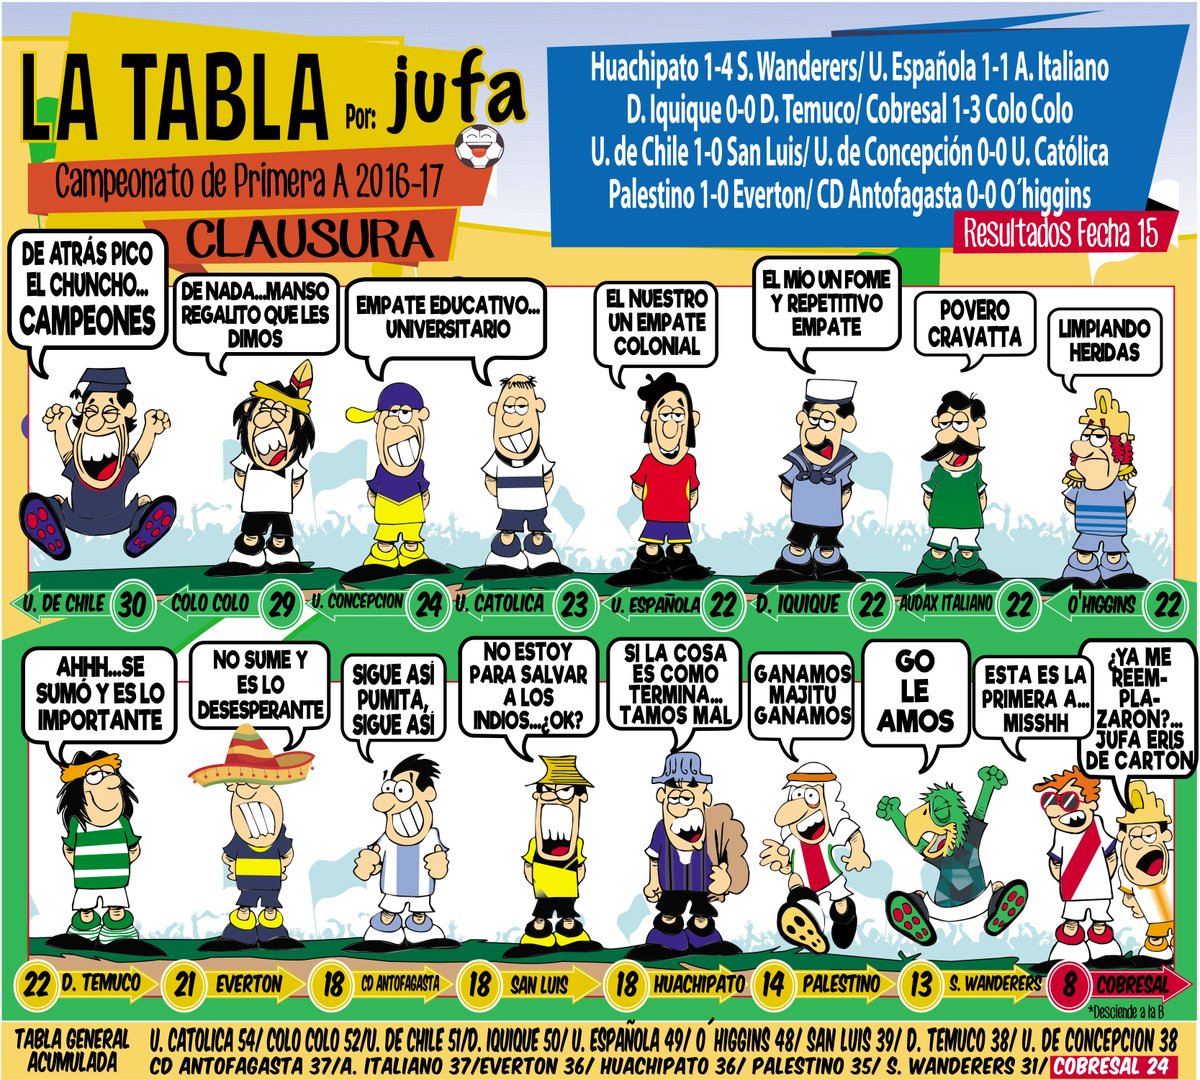 LA TABLA Por: jufa
Campeonato de Primera A 2016-17
CLAUSURA
Huachipato 1-4 S. Wanderers/ U. Española 1-1 A. Italiano
D. Iquique 0-0 D. Temuco/ Cobresal 1-3 Colo Colo
U. de Chile 1-0 San Luis/ U. de Concepción 0-0 U. Católica
Palestino 1-0 Everton/ CD Antofagasta 0-0 O´higgins
Resultados Fecha 15
DE ATRÁS PICO
EL CHUNCHO...
CAMPEONES
DE NADA...MANSO
REGALITO QUE LES
DIMOS
EMPATE EDUCATIVO...
UNIVERSITARIO
EL NUESTRO
UN EMPATE
COLONIAL
EL MÍO UN FOME
Y REPETITIVO
EMPATE
POVERO
CRAVATTA
LIMPIANDO
HERIDAS
U. DE CHILE 30
COLO COLO 29
U. CONCEPCION 24
U. CATOLICA 23
U. ESPAÑOLA 22
D. IQUIQUE 22
AUDAX ITALIANO 22
O'HIGGINS 22
AHHH...SE
SUMÓ Y ES LO
IMPORTANTE
NO SUME Y
ES LO
DESESPERANTE
SIGUE ASÍ
PUMITA,
SIGUE ASÍ
NO ESTOY
PARA SALVAR
A LOS
INDIOS...¿OK?
SI LA COSA
ES COMO
TERMINA...
TAMOS MAL
GANAMOS
MAJITU
GANAMOS
GO
LE
AMOS
ESTA ES LA
PRIMERA A...
MISSHH
¿YA ME
REEM-
PLA-
ZARON?...
JUFA ERIS
DE CARTON
22 D. TEMUCO
21 EVERTON
18 CD ANTOFAGASTA
18 SAN LUIS
18 HUACHIPATO
14 PALESTINO
13 S. WANDERERS
8 COBRESAL
*Desciende a la B
TABLA GENERAL
ACUMULADA
U. CATOLICA 54/ COLO COLO 52/U. DE CHILE 51/D. IQUIQUE 50/ U. ESPAÑOLA 49/ O´HIGGINS 48/ SAN LUIS 39/ D. TEMUCO 38/ U. DE CONCEPCION 38
CD ANTOFAGASTA 37/A. ITALIANO 37/EVERTON 36/ HUACHIPATO 36/ PALESTINO 35/ S. WANDERERS 31/ COBRESAL 24